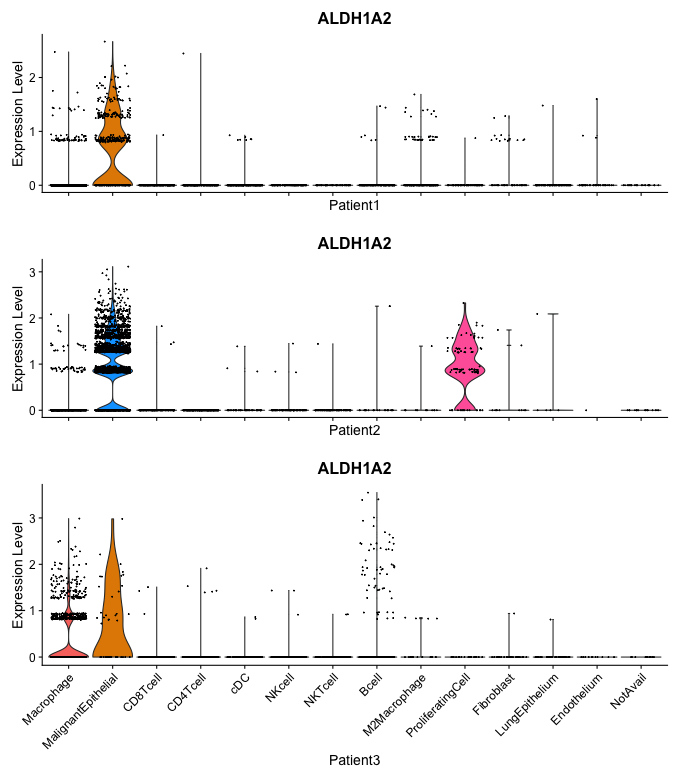 ALDH1A2
Expression Level
2
1
0
Patient1
ALDH1A2
Expression Level
3
2
1
0
Patient2
ALDH1A2
Expression Level
3
2
1
0
Macrophage
MalignantEpithelial
CD8Tcell
CD4Tcell
cDC
NKcell
NKTcell
Bcell
M2Macrophage
ProliferatingCell
Fibroblast
LungEpithelium
Endothelium
NotAvail
Patient3